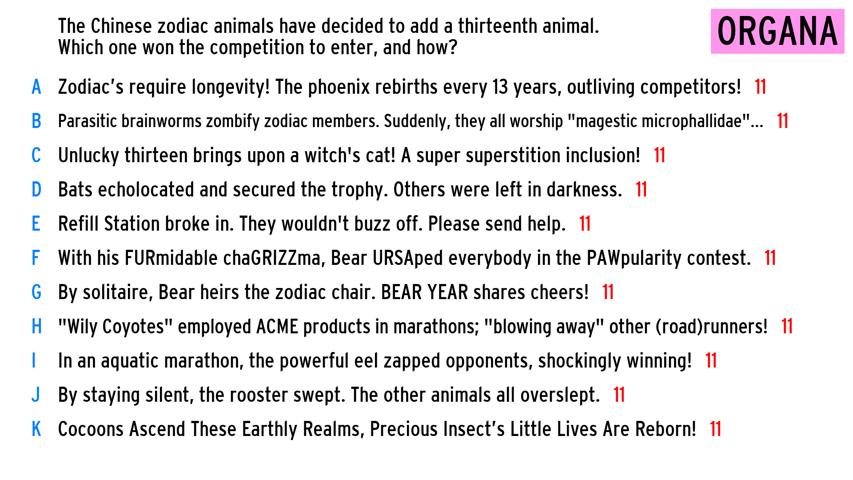 The Chinese zodiac animals have decided to add a thirteenth animal.
Which one won the competition to enter, and how?
ORGANA
A Zodiac's require longevity! The phoenix rebirths every 13 years, outliving competitors! 11
B Parasitic brainworms zombify zodiac members. Suddenly, they all worship "magestic microphallidae"... 11
C Unlucky thirteen brings upon a witch's cat! A super superstition inclusion! 11
D Bats echolocated and secured the trophy. Others were left in darkness. 11
E Refill Station broke in. They wouldn't buzz off. Please send help. 11
F With his FURmidable chaGRIZZma, Bear URSAped everybody in the PAWpularity contest. 11
G By solitaire, Bear heirs the zodiac chair. BEAR YEAR shares cheers! 11
H "Wily Coyotes" employed ACME products in marathons; "blowing away" other (road)runners! 11
I In an aquatic marathon, the powerful eel zapped opponents, shockingly winning! 11
J By staying silent, the rooster swept. The other animals all overslept. 11
K Cocoons Ascend These Earthly Realms, Precious Insect's Little Lives Are Reborn! 11